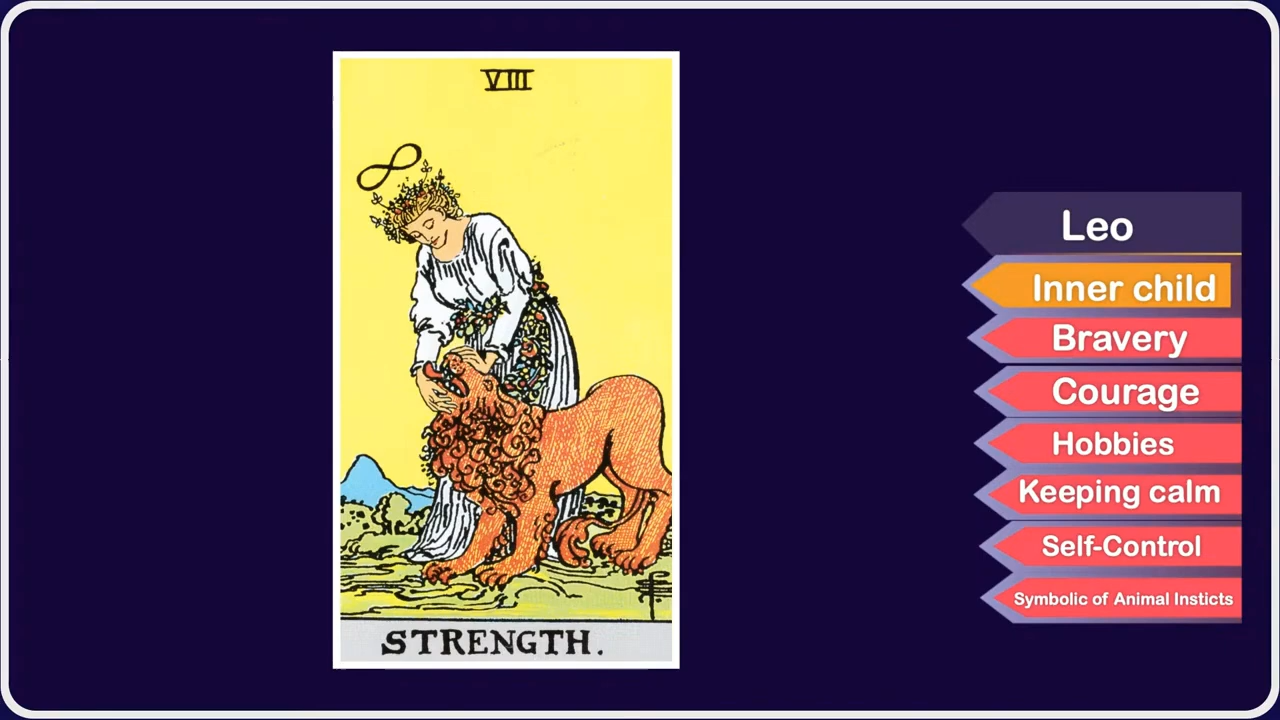 VIII
STRENGTH.
Leo
Inner child
Bravery
Courage
Hobbies
Keeping calm
Self-Control
Symbolic of Animal Insticts